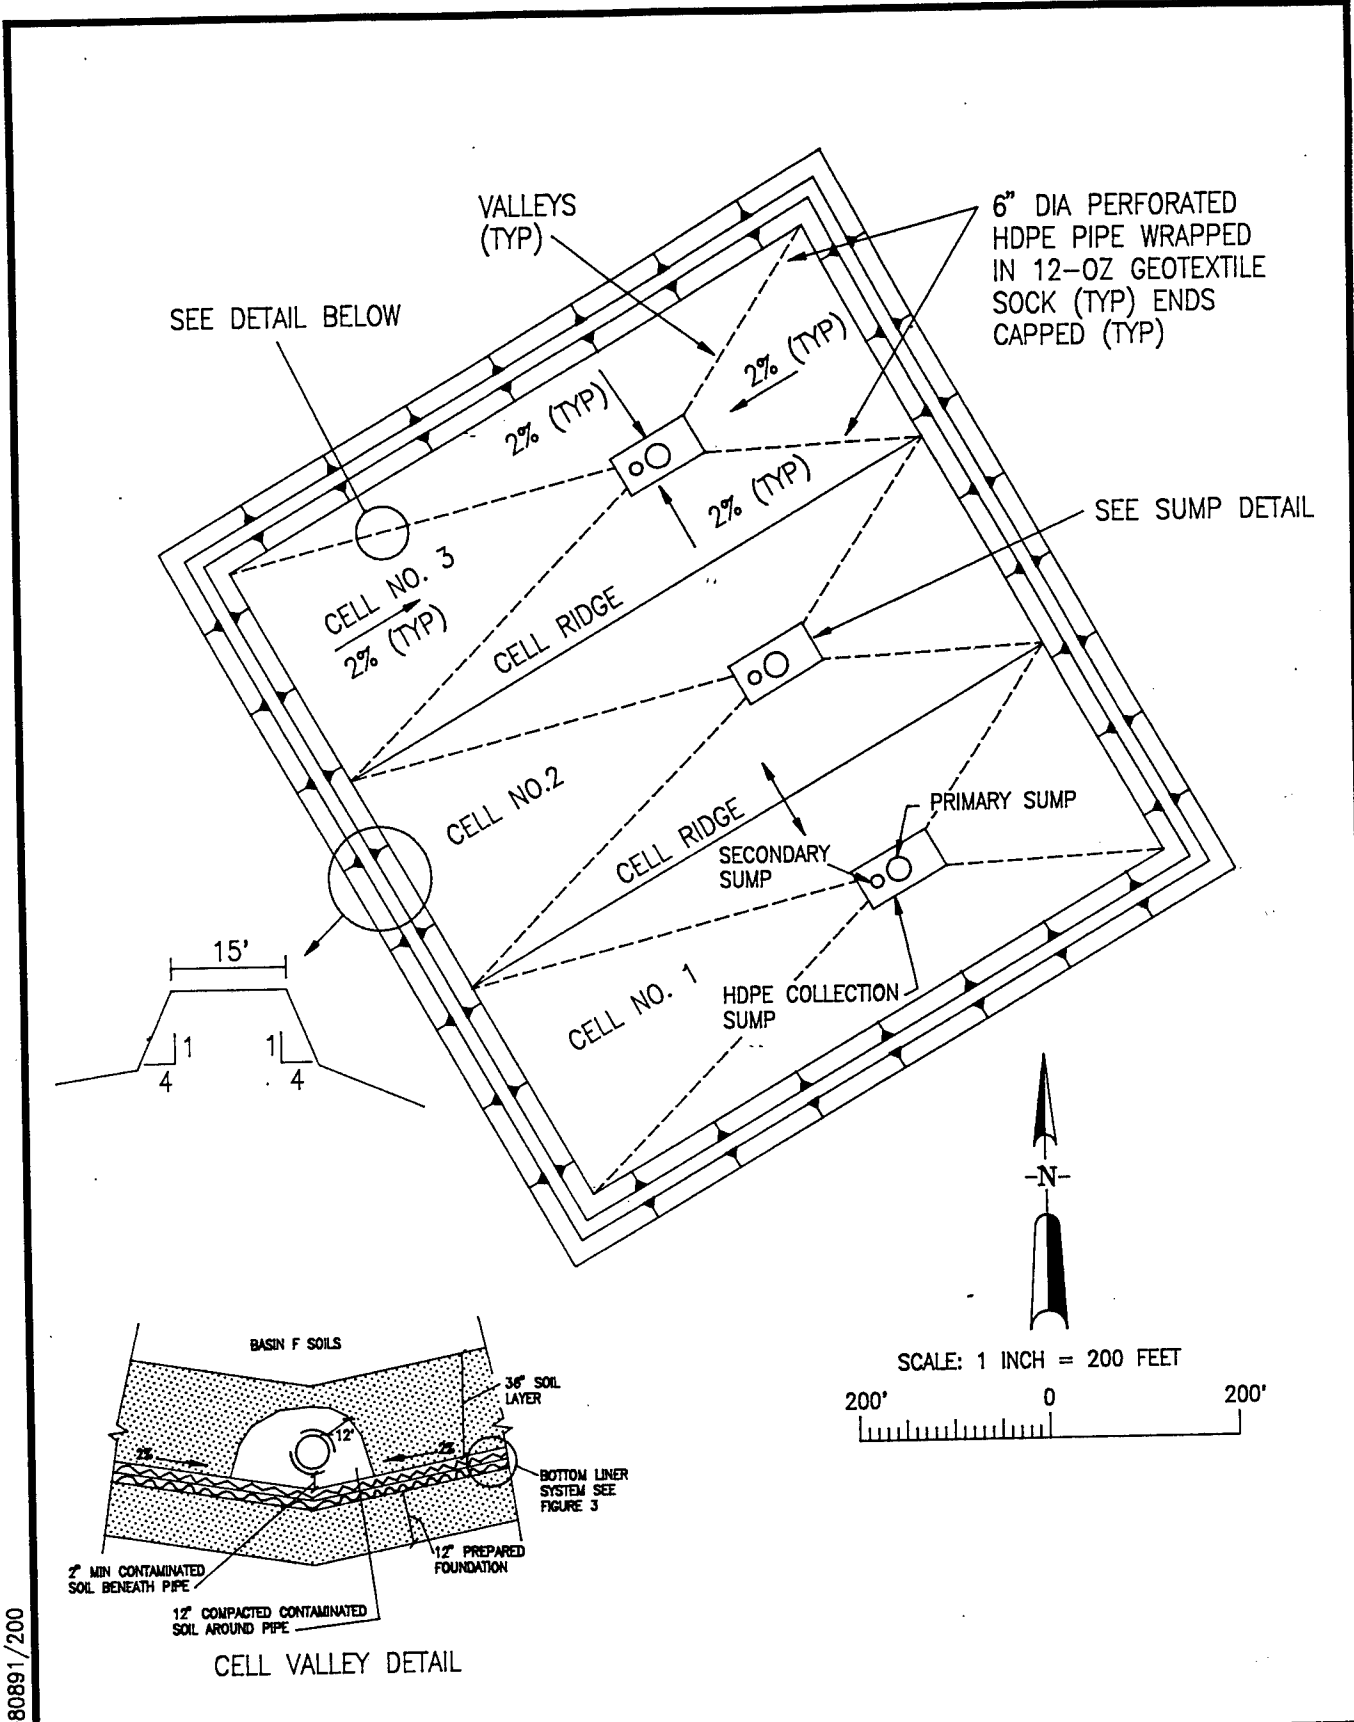 VALLEYS
(TYP)
6" DIA PERFORATED
HDPE PIPE WRAPPED
IN 12-OZ GEOTEXTILE
SOCK (TYP) ENDS
CAPPED (TYP)
SEE DETAIL BELOW
2% (TYP)
2% (TYP)
2% (TYP)
SEE SUMP DETAIL
CELL NO. 3
2% (TYP)
CELL RIDGE
CELL NO.2
CELL RIDGE
PRIMARY SUMP
SECONDARY
SUMP
CELL NO. 1
HDPE COLLECTION
SUMP
15'
1
4
1
4
-N-
SCALE: 1 INCH = 200 FEET
200'
0
200'
BASIN F SOILS
36" SOIL
LAYER
12"
2%
2%
BOTTOM LINER
SYSTEM SEE
FIGURE 3
12" PREPARED
FOUNDATION
2" MIN CONTAMINATED
SOIL BENEATH PIPE
12" COMPACTED CONTAMINATED
SOIL AROUND PIPE
CELL VALLEY DETAIL
80891/200